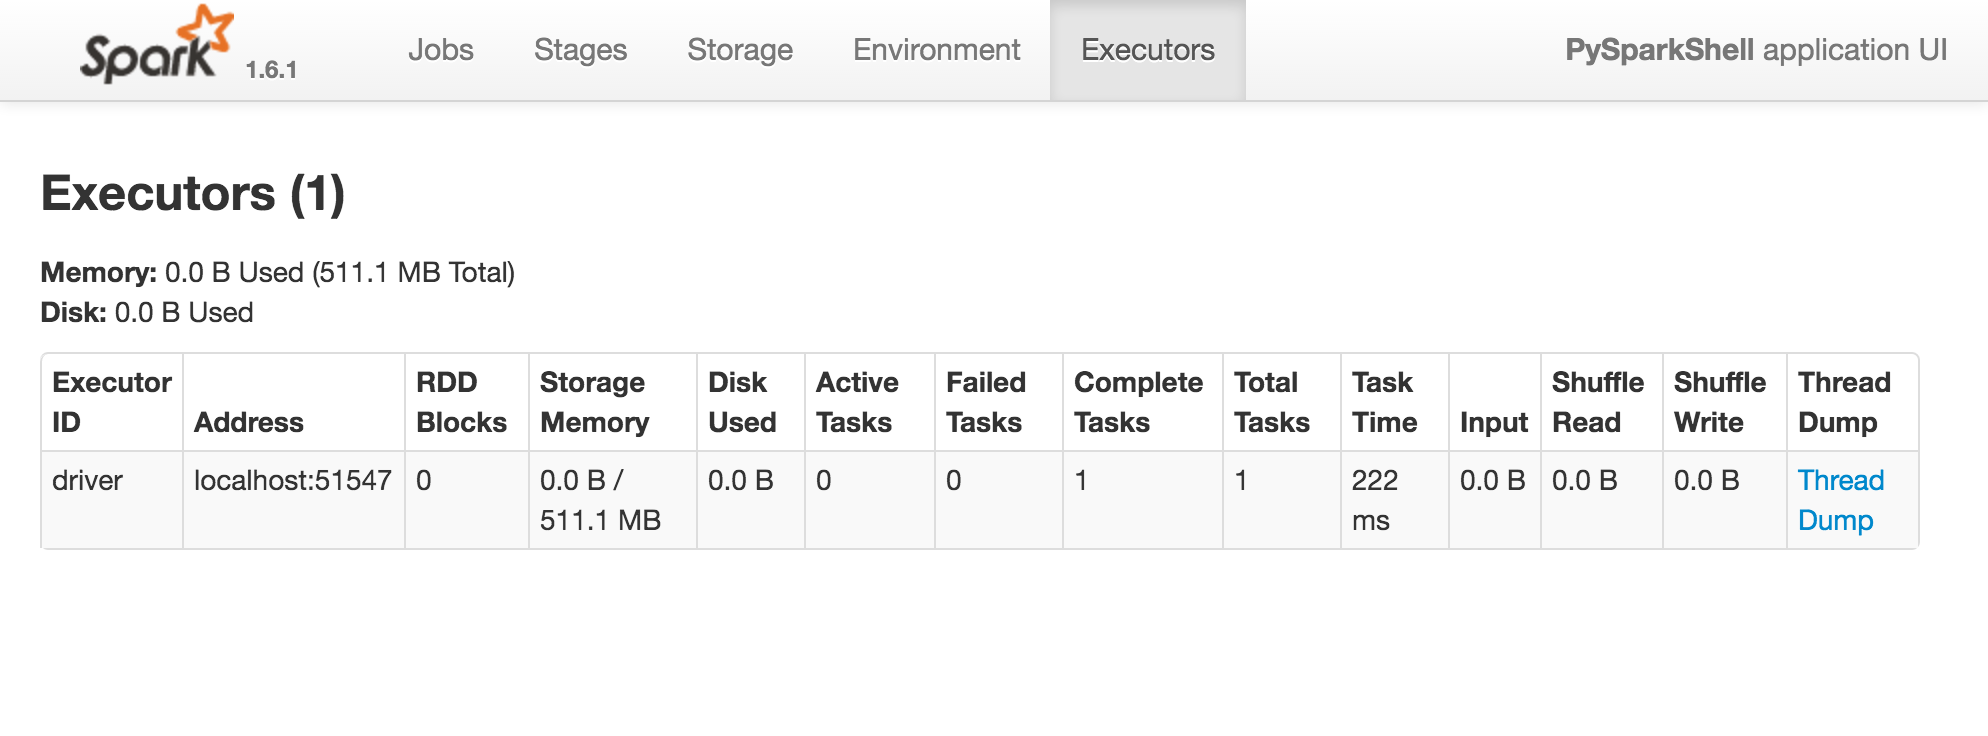 Spark 1.6.1 Jobs Stages Storage Environment Executors PySparkShell application UI
Executors (1)
Memory: 0.0 B Used (511.1 MB Total)
Disk: 0.0 B Used
Executor ID Address RDD Blocks Storage Memory Disk Used Active Tasks Failed Tasks Complete Tasks Total Tasks Task Time Input Shuffle Read Shuffle Write Thread Dump
driver localhost:51547 0 0.0 B / 511.1 MB 0.0 B 0 0 1 1 222 ms 0.0 B 0.0 B 0.0 B Thread Dump